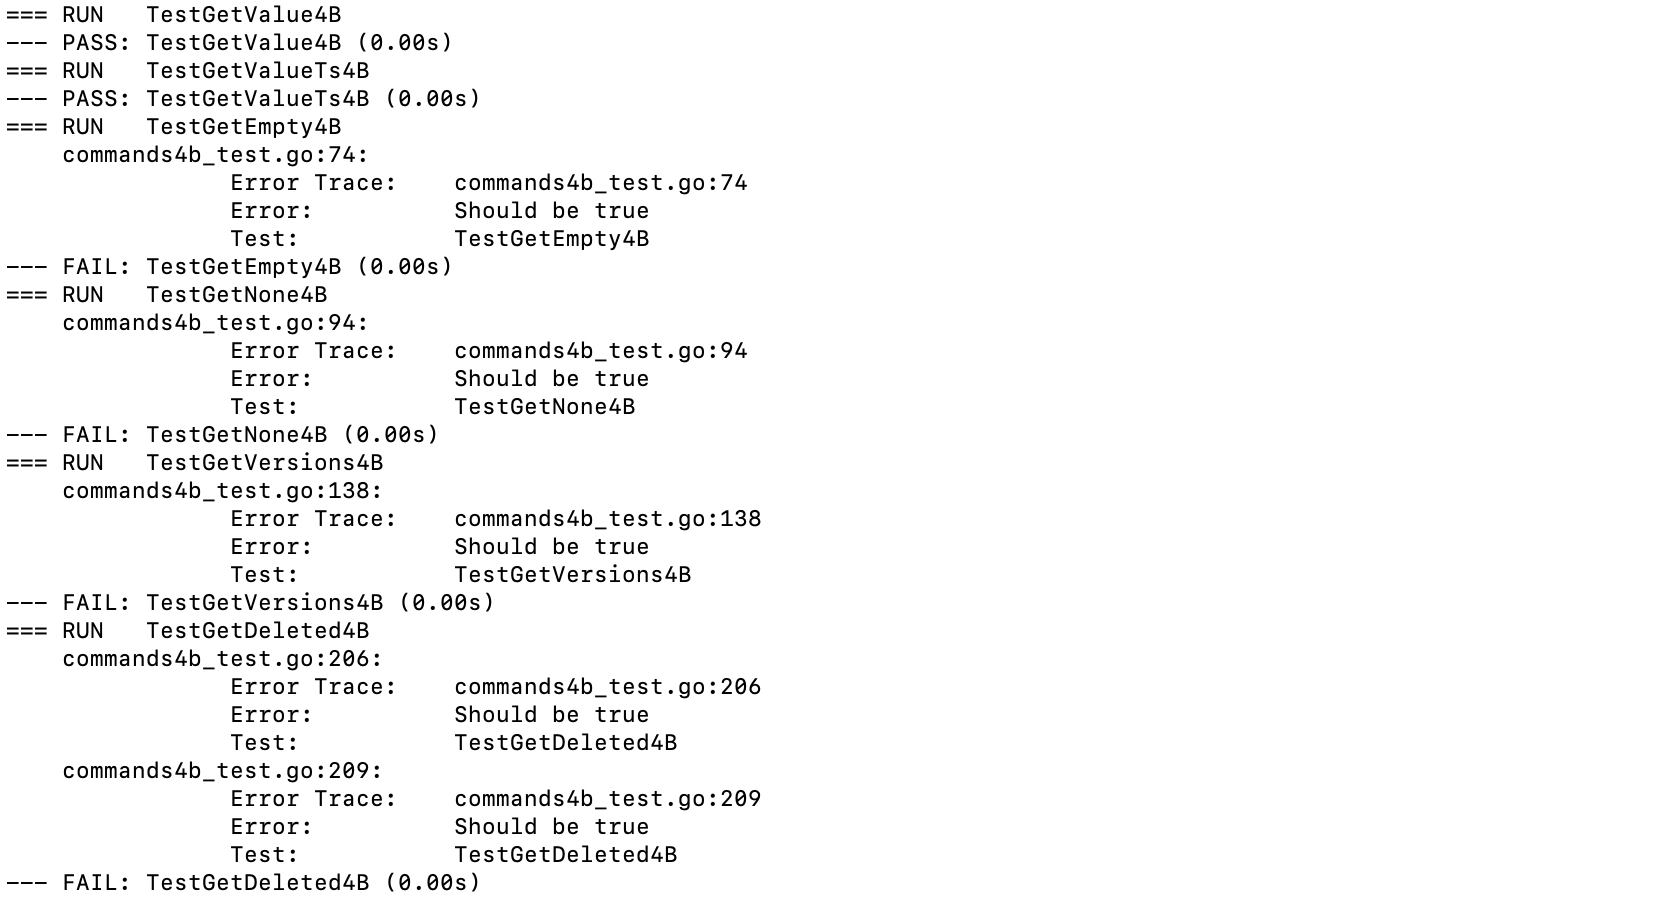 === RUN   TestGetValue4B
--- PASS: TestGetValue4B (0.00s)
=== RUN   TestGetValueTs4B
--- PASS: TestGetValueTs4B (0.00s)
=== RUN   TestGetEmpty4B
    commands4b_test.go:74:
                Error Trace:    commands4b_test.go:74
                Error:          Should be true
                Test:           TestGetEmpty4B
--- FAIL: TestGetEmpty4B (0.00s)
=== RUN   TestGetNone4B
    commands4b_test.go:94:
                Error Trace:    commands4b_test.go:94
                Error:          Should be true
                Test:           TestGetNone4B
--- FAIL: TestGetNone4B (0.00s)
=== RUN   TestGetVersions4B
    commands4b_test.go:138:
                Error Trace:    commands4b_test.go:138
                Error:          Should be true
                Test:           TestGetVersions4B
--- FAIL: TestGetVersions4B (0.00s)
=== RUN   TestGetDeleted4B
    commands4b_test.go:206:
                Error Trace:    commands4b_test.go:206
                Error:          Should be true
                Test:           TestGetDeleted4B
    commands4b_test.go:209:
                Error Trace:    commands4b_test.go:209
                Error:          Should be true
                Test:           TestGetDeleted4B
--- FAIL: TestGetDeleted4B (0.00s)